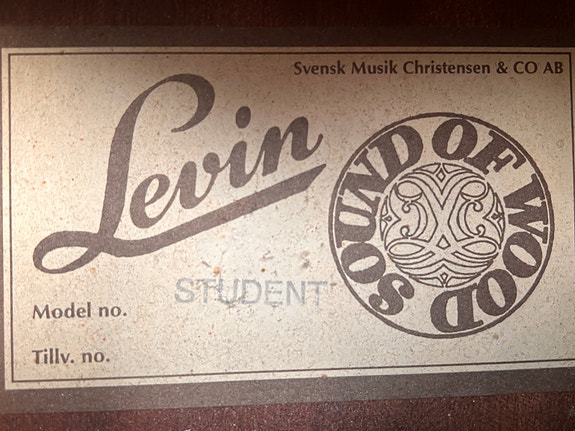 Svensk Musik Christensen & CO AB
Levin
SOUND OF WOOD
STUDENT
Model no.
Tillv. no.